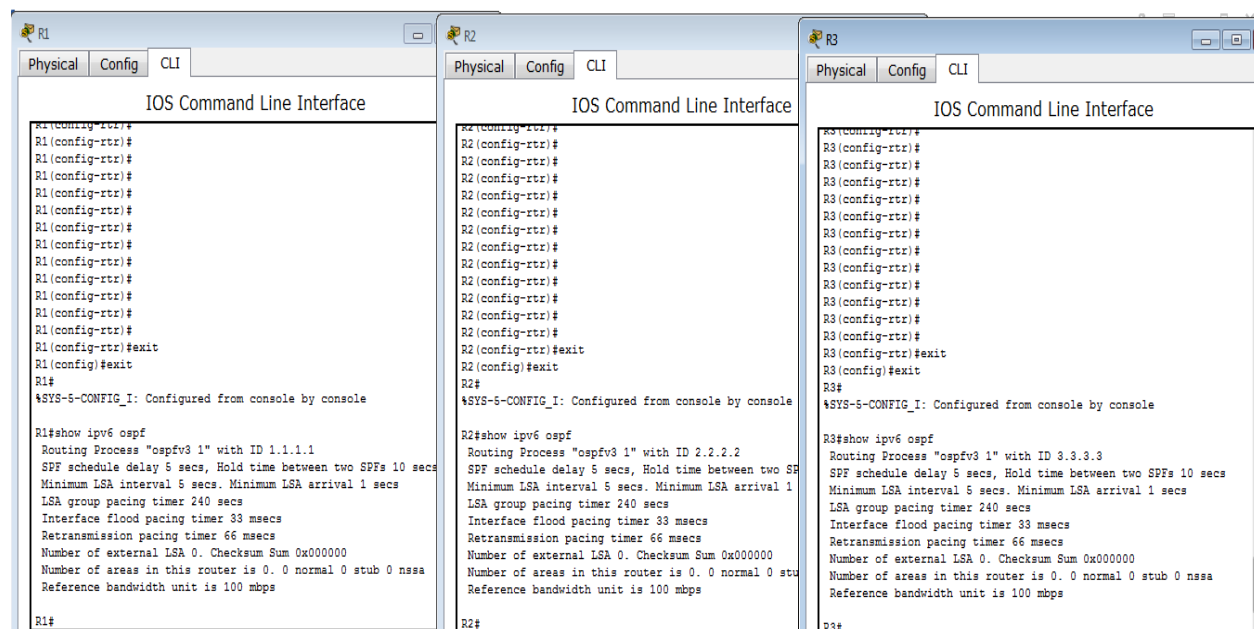 R1
Physical Config CLI
IOS Command Line Interface
R1(config-rtr)#
R1(config-rtr)#
R1(config-rtr)#
R1(config-rtr)#
R1(config-rtr)#
R1(config-rtr)#
R1(config-rtr)#
R1(config-rtr)#
R1(config-rtr)#
R1(config-rtr)#
R1(config-rtr)#
R1(config-rtr)#
R1(config-rtr)#
R1(config-rtr)#exit
R1(config)#exit
R1#
%SYS-5-CONFIG_I: Configured from console by console
R1#show ipv6 ospf
Routing Process "ospfv3 1" with ID 1.1.1.1
SPF schedule delay 5 secs, Hold time between two SPFs 10 secs
Minimum LSA interval 5 secs. Minimum LSA arrival 1 secs
LSA group pacing timer 240 secs
Interface flood pacing timer 33 msecs
Retransmission pacing timer 66 msecs
Number of external LSA 0. Checksum Sum 0x000000
Number of areas in this router is 0. 0 normal 0 stub 0 nssa
Reference bandwidth unit is 100 mbps
R1#
R2
Physical Config CLI
IOS Command Line Interface
R2(config-rtr)#
R2(config-rtr)#
R2(config-rtr)#
R2(config-rtr)#
R2(config-rtr)#
R2(config-rtr)#
R2(config-rtr)#
R2(config-rtr)#
R2(config-rtr)#
R2(config-rtr)#
R2(config-rtr)#
R2(config-rtr)#
R2(config-rtr)#
R2(config-rtr)#exit
R2(config)#exit
R2#
%SYS-5-CONFIG_I: Configured from console by console
R2#show ipv6 ospf
Routing Process "ospfv3 1" with ID 2.2.2.2
SPF schedule delay 5 secs, Hold time between two SP
Minimum LSA interval 5 secs. Minimum LSA arrival 1
LSA group pacing timer 240 secs
Interface flood pacing timer 33 msecs
Retransmission pacing timer 66 msecs
Number of external LSA 0. Checksum Sum 0x000000
Number of areas in this router is 0. 0 normal 0 stu
Reference bandwidth unit is 100 mbps
R2#
R3
Physical Config CLI
IOS Command Line Interface
R3(config-rtr)#
R3(config-rtr)#
R3(config-rtr)#
R3(config-rtr)#
R3(config-rtr)#
R3(config-rtr)#
R3(config-rtr)#
R3(config-rtr)#
R3(config-rtr)#
R3(config-rtr)#
R3(config-rtr)#
R3(config-rtr)#
R3(config-rtr)#
R3(config-rtr)#exit
R3(config)#exit
R3#
%SYS-5-CONFIG_I: Configured from console by console
R3#show ipv6 ospf
Routing Process "ospfv3 1" with ID 3.3.3.3
SPF schedule delay 5 secs, Hold time between two SPFs 10 secs
Minimum LSA interval 5 secs. Minimum LSA arrival 1 secs
LSA group pacing timer 240 secs
Interface flood pacing timer 33 msecs
Retransmission pacing timer 66 msecs
Number of external LSA 0. Checksum Sum 0x000000
Number of areas in this router is 0. 0 normal 0 stub 0 nssa
Reference bandwidth unit is 100 mbps
R3#